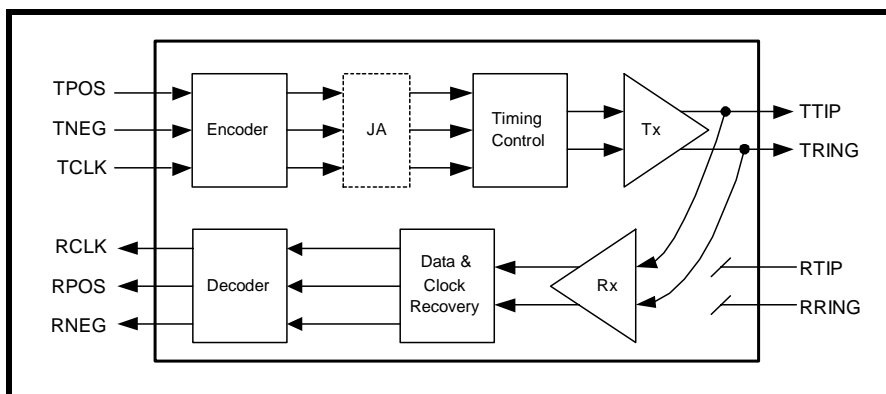 TPOS
TNEG
TCLK
Encoder
JA
Timing
Control
Tx
TTIP
TRING
RCLK
RPOS
RNEG
Decoder
Data &
Clock
Recovery
Rx
RTIP
RRING